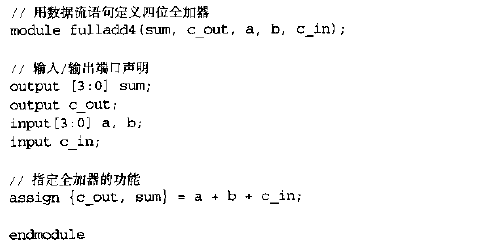 // 用数据流语句定义四位全加器
module fulladd4(sum, c_out, a, b, c_in);
// 输入/输出端口声明
output [3:0] sum;
output c_out;
input[3:0] a, b;
input c_in;
// 指定全加器的功能
assign {c_out, sum} = a + b + c_in;
endmodule